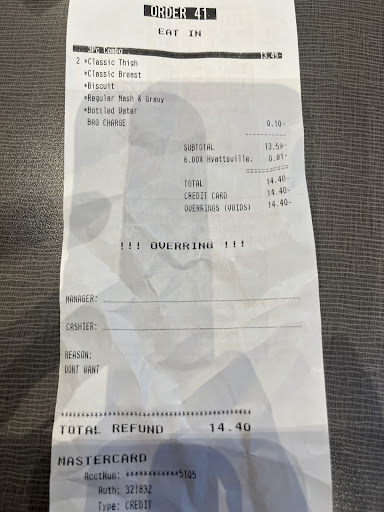 ORDER 41
EAT IN
3Pc Combo 13.49-
2 *Classic Thigh
*Classic Breast
*Biscuit
*Regular Mash & Gravy
*Bottled Water
BAG CHARGE 0.10-
SUBTOTAL 13.59-
6.00% Hyattsville, 0.81-
TOTAL 14.40-
CREDIT CARD 14.40-
OVERRINGS (VOIDS) 14.40-
!!! OVERRING !!!
MANAGER:
CASHIER:
REASON:
DONT WANT
TOTAL REFUND 14.40
MASTERCARD
AcctNum: ************5105
Auth: 321832
Type: CREDIT